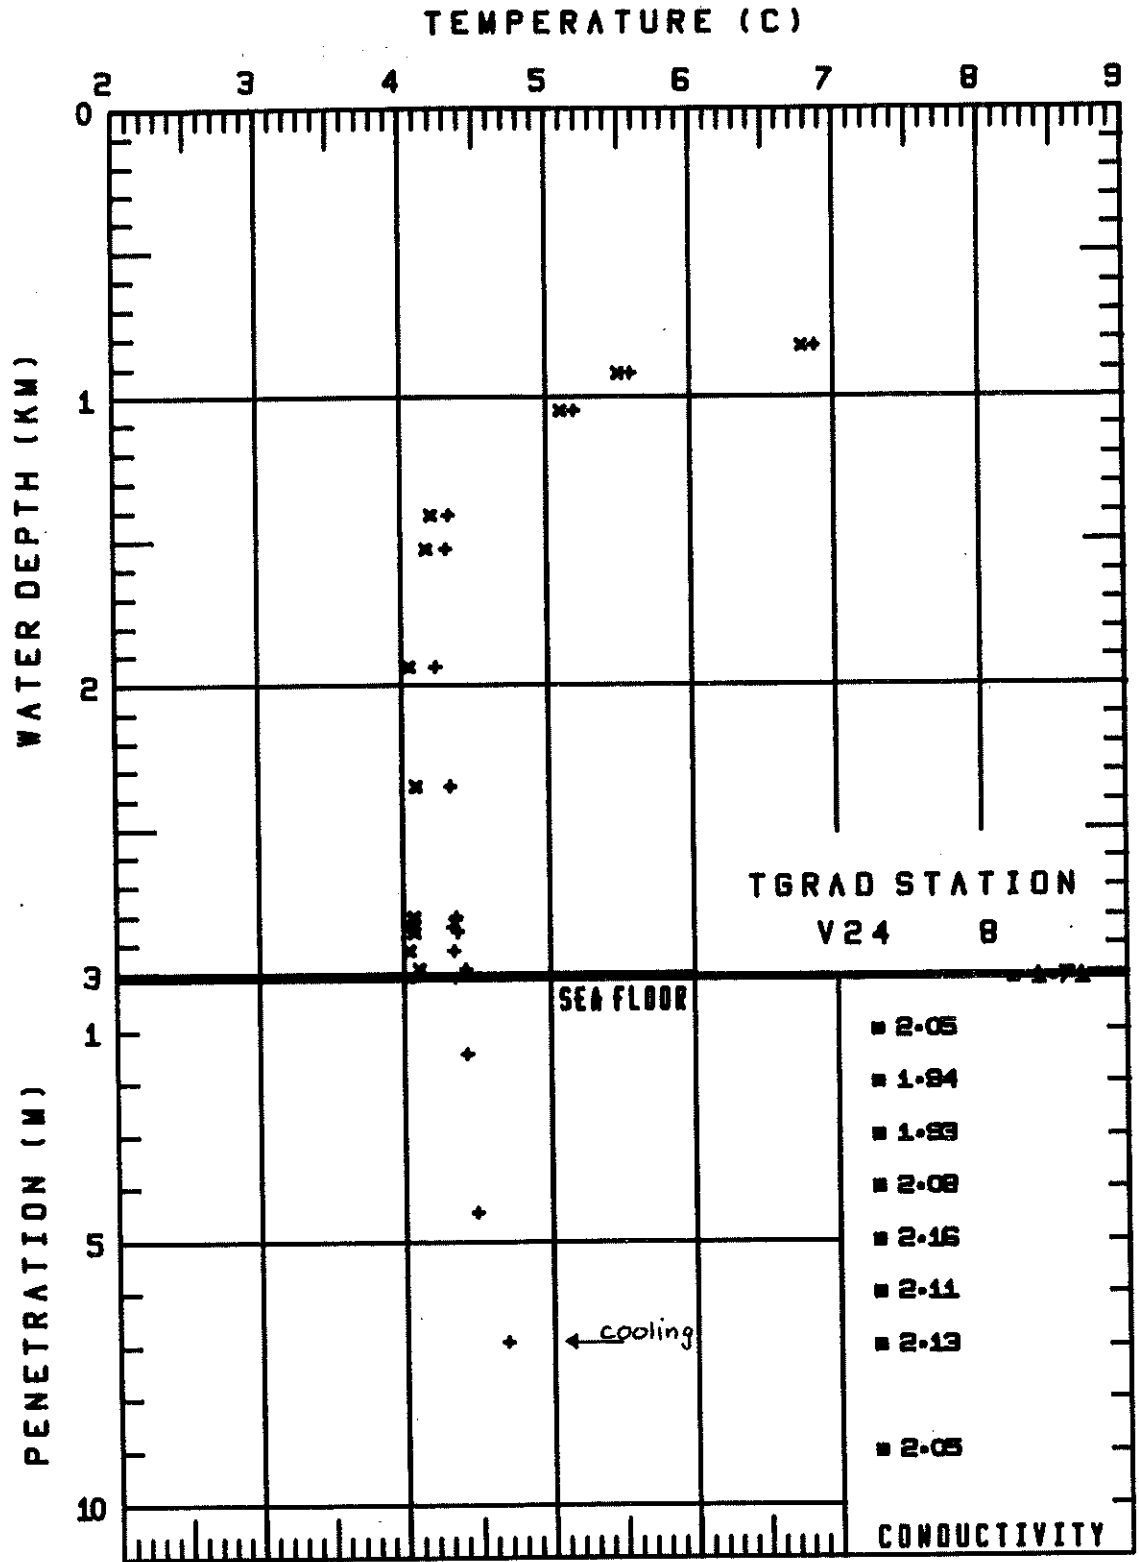 TEMPERATURE (C)
2 3 4 5 6 7 8 9
0
WATER DEPTH (KM)
1
2
TGRAD STATION
V24 8
3
SEA FLOOR
1
2.05
1.94
1.93
2.08
PENETRATION (M)
5
2.16
2.11
cooling
2.13
2.05
10
CONDUCTIVITY